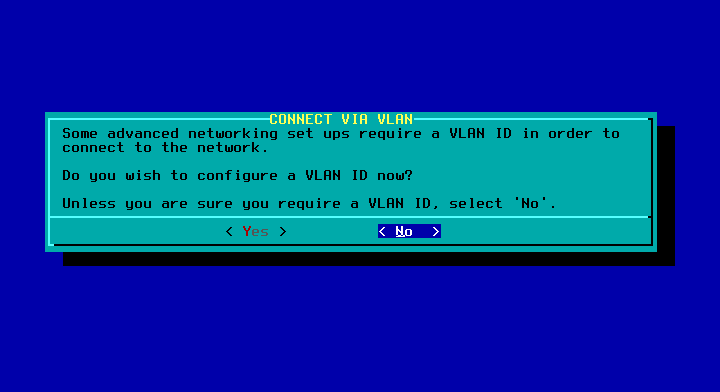 CONNECT VIA VLAN
Some advanced networking set ups require a VLAN ID in order to
connect to the network.
Do you wish to configure a VLAN ID now?
Unless you are sure you require a VLAN ID, select 'No'.
< Yes > < No >